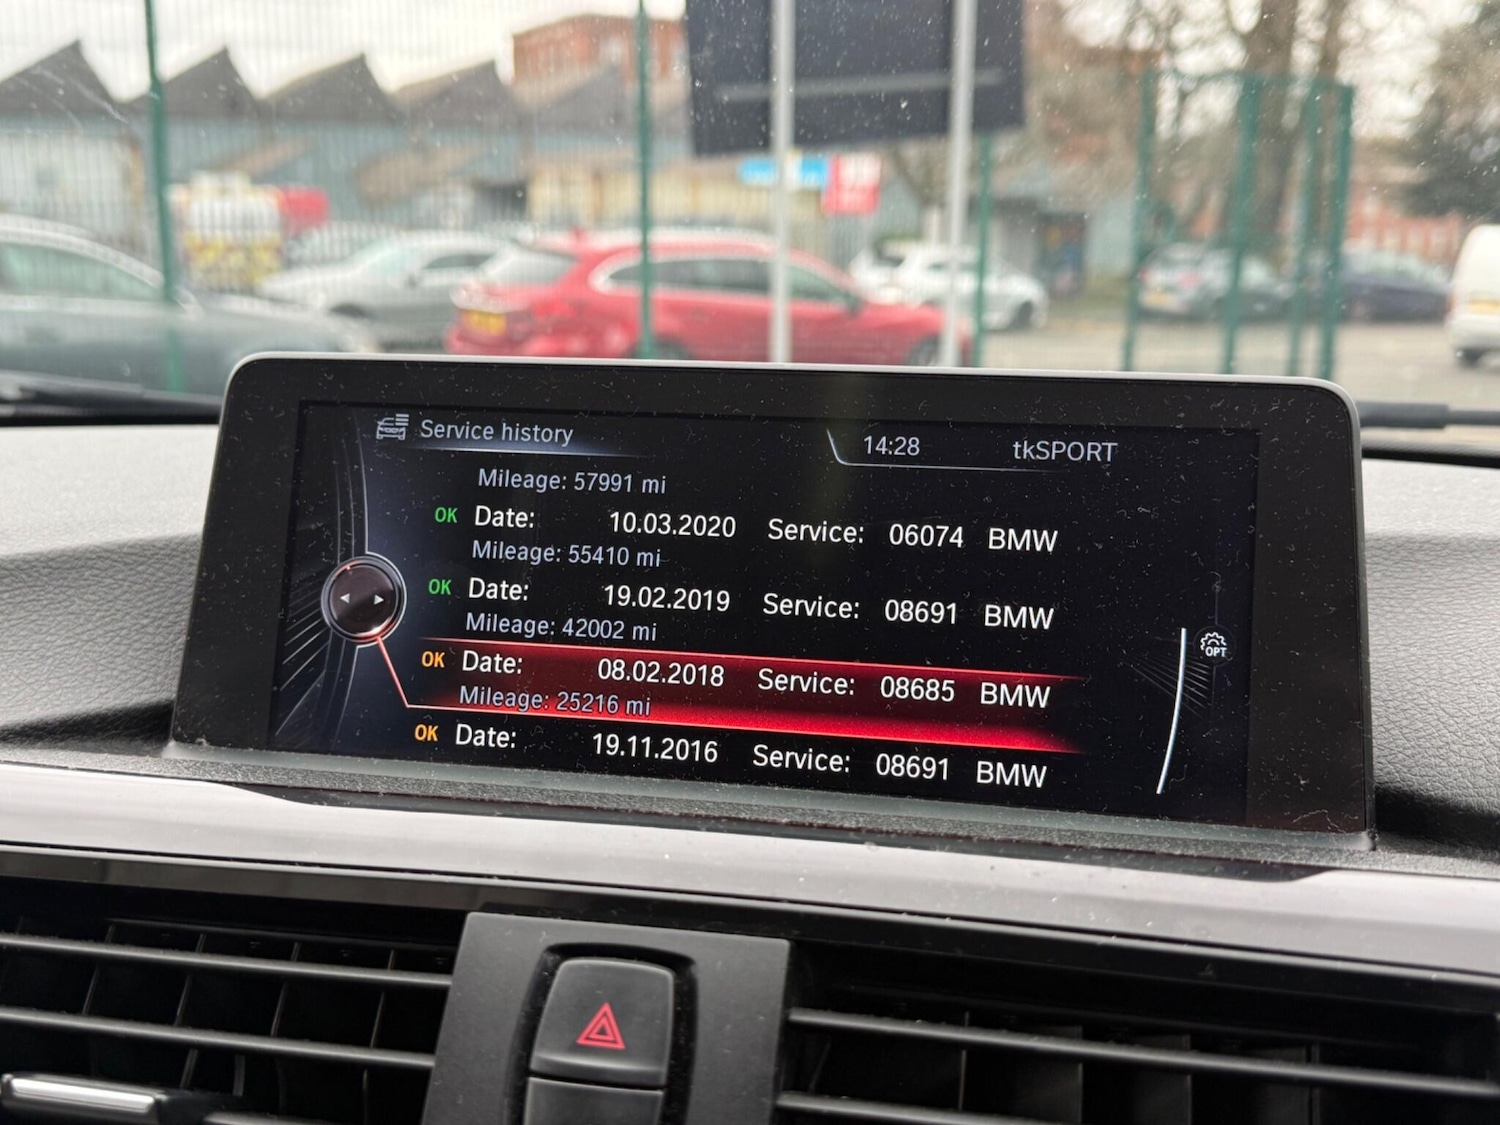 Service history 14:28 tkSPORT
Mileage: 57991 mi
OK Date: 10.03.2020 Service: 06074 BMW
Mileage: 55410 mi
OK Date: 19.02.2019 Service: 08691 BMW
Mileage: 42002 mi
OK Date: 08.02.2018 Service: 08685 BMW
Mileage: 25216 mi
OK Date: 19.11.2016 Service: 08691 BMW
OPT